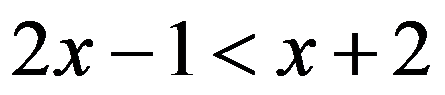 2x − 1 < x + 2